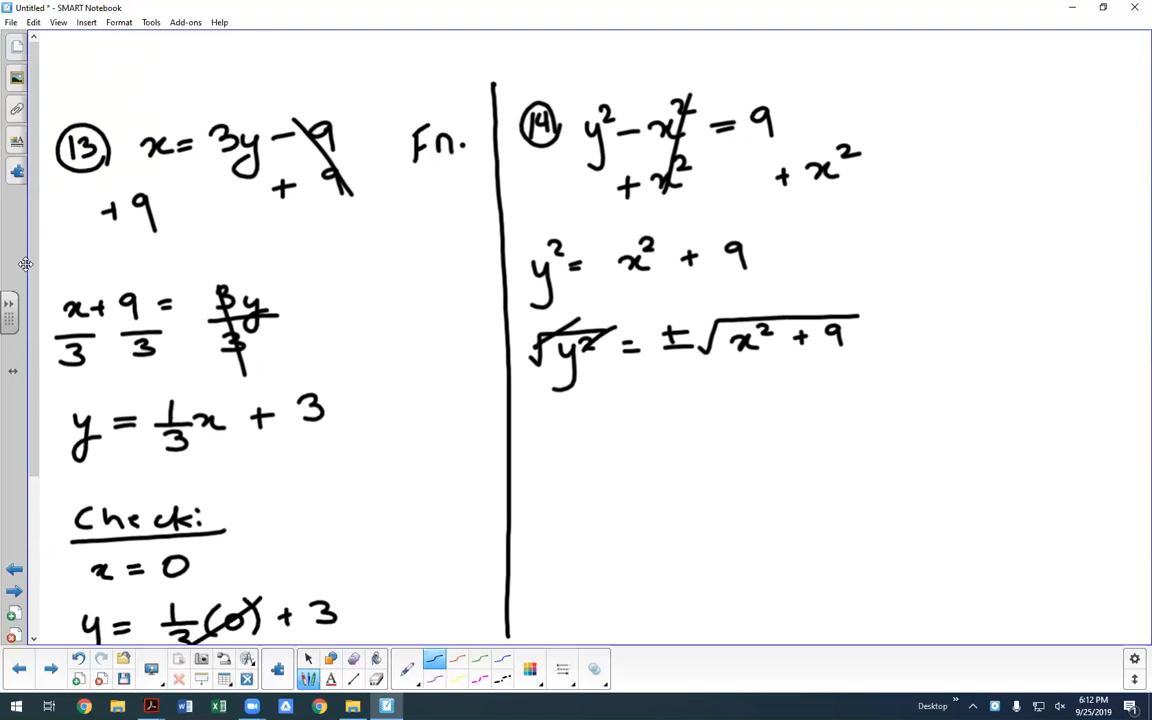 Untitled * - SMART Notebook
File Edit View Insert Format Tools Add-ons Help
13 x = 3y - 9 Fn.
+9 + 9
x + 9 = 3y
3 3 3
y = 1/3 x + 3
Check:
x = 0
y = 1/3 (0) + 3
14 y² - x² = 9
+ x² + x²
y² = x² + 9
√y² = ± √x² + 9
Desktop
6:12 PM
9/25/2019
1